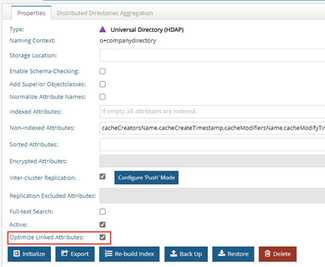 Properties
Distributed Directories Aggregation
Type: Universal Directory (HDAP)
Naming Context: o=companydirectory
Storage Location:
Enable Schema-Checking:
Add Superior Objectclasses:
Normalize Attribute Names:
Indexed Attributes: If empty, all attributes are indexed.
Non-indexed Attributes: cacheCreatorsName,cacheCreateTimestamp,cacheModifiersName,cacheModifyTin
Sorted Attributes:
Encrypted Attributes:
Inter-cluster Replication: Configure 'Push' Mode
Replication Excluded Attributes:
Full-text Search:
Active:
Optimize Linked Attributes:
Initialize Export Re-build Index Back Up Restore Delete